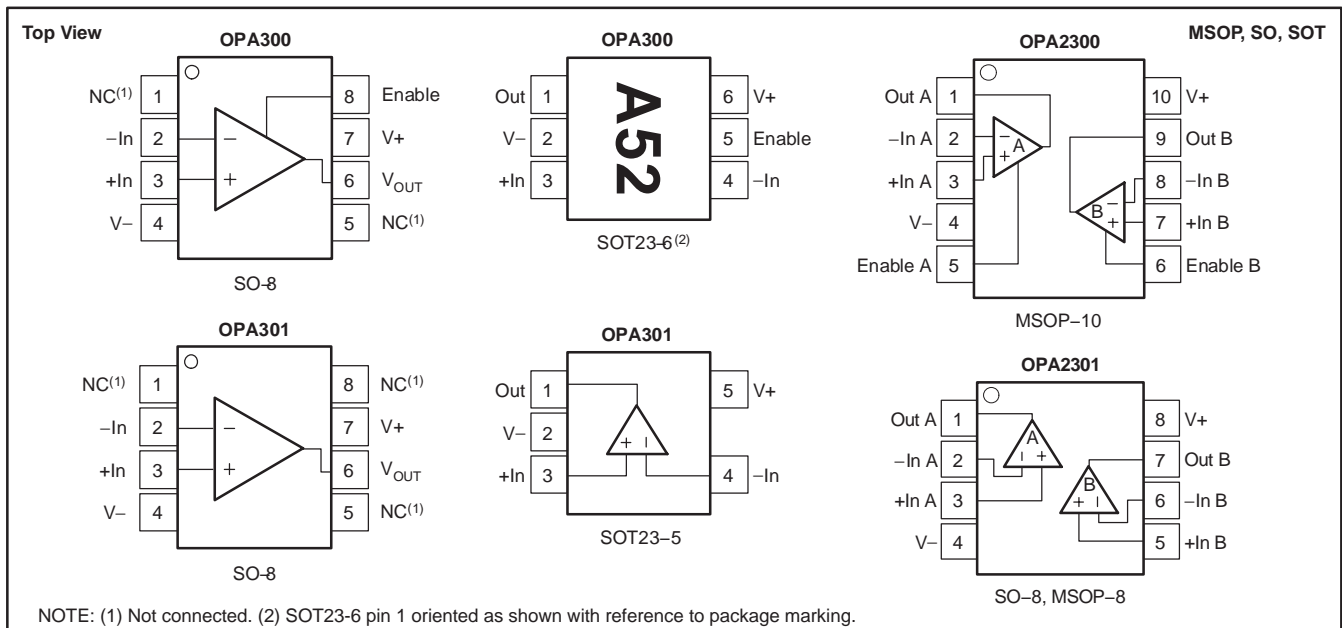 Top View
MSOP, SO, SOT
OPA300
NC(1) 1
−In 2
+In 3
V− 4
8 Enable
7 V+
6 VOUT
5 NC(1)
− +
SO−8
OPA300
Out 1
V− 2
+In 3
A52
6 V+
5 Enable
4 −In
SOT23-6(2)
OPA2300
Out A 1
−In A 2
+In A 3
V− 4
Enable A 5
10 V+
9 Out B
8 −In B
7 +In B
6 Enable B
− + A
B − +
MSOP−10
OPA301
NC(1) 1
−In 2
+In 3
V− 4
8 NC(1)
7 V+
6 VOUT
5 NC(1)
− +
SO−8
OPA301
Out 1
V− 2
+In 3
5 V+
4 −In
+ −
SOT23−5
OPA2301
Out A 1
−In A 2
+In A 3
V− 4
8 V+
7 Out B
6 −In B
5 +In B
A − +
B + −
SO−8, MSOP−8
NOTE: (1) Not connected. (2) SOT23-6 pin 1 oriented as shown with reference to package marking.